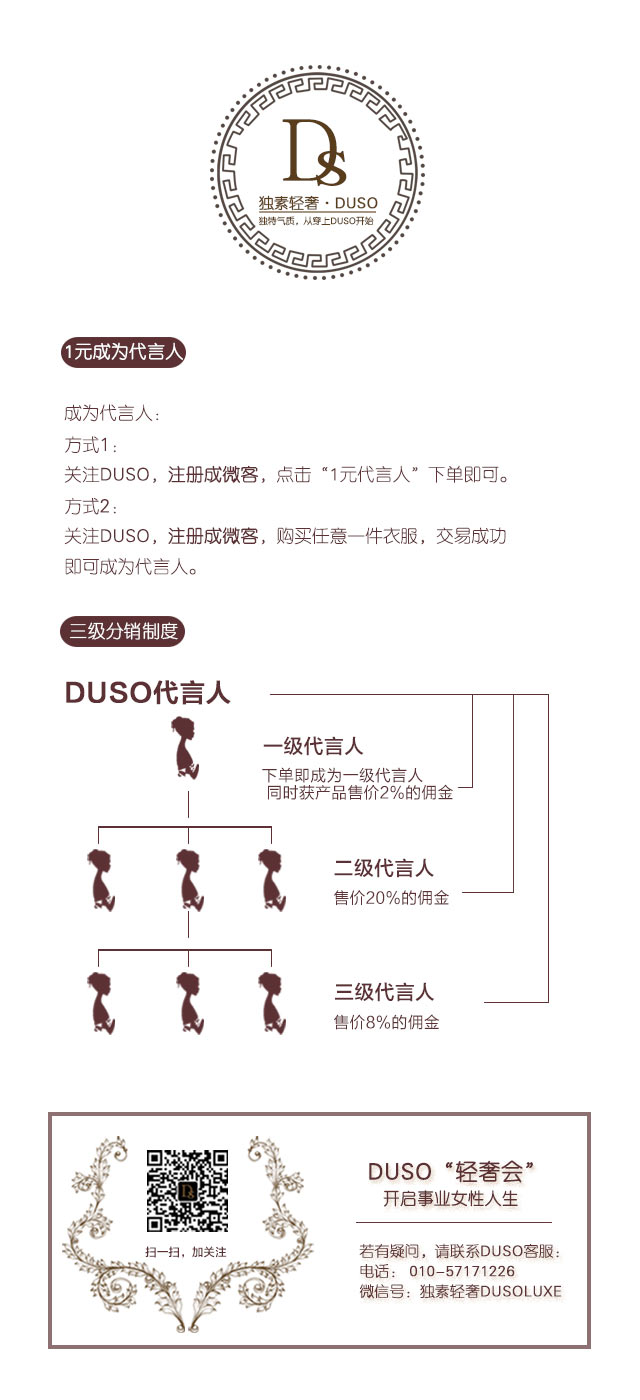 Ds
独素轻奢·DUSO
独特气质，从穿上DUSO开始
1元成为代言人
成为代言人：
方式1：
关注DUSO，注册成微客，点击“1元代言人”下单即可。
方式2：
关注DUSO，注册成微客，购买任意一件衣服，交易成功
即可成为代言人。
三级分销制度
DUSO代言人
一级代言人
下单即成为一级代言人
同时获产品售价2%的佣金
二级代言人
售价20%的佣金
三级代言人
售价8%的佣金
扫一扫，加关注
DUSO“轻奢会”
开启事业女性人生
若有疑问，请联系DUSO客服：
电话： 010-57171226
微信号：独素轻奢DUSOLUXE